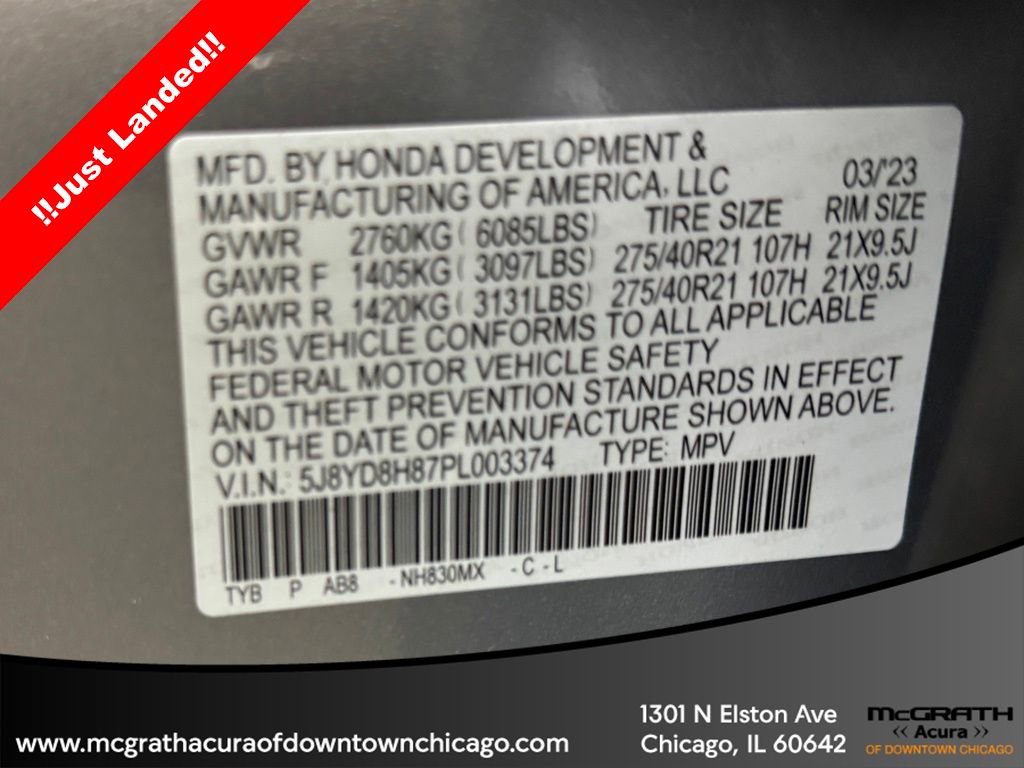 !!Just Landed!!
MFD. BY HONDA DEVELOPMENT &
MANUFACTURING OF AMERICA, LLC 03/'23
GVWR 2760KG ( 6085LBS) TIRE SIZE RIM SIZE
GAWR F 1405KG ( 3097LBS) 275/40R21 107H 21X9.5J
GAWR R 1420KG ( 3131LBS) 275/40R21 107H 21X9.5J
THIS VEHICLE CONFORMS TO ALL APPLICABLE
FEDERAL MOTOR VEHICLE SAFETY
AND THEFT PREVENTION STANDARDS IN EFFECT
ON THE DATE OF MANUFACTURE SHOWN ABOVE.
V.I.N.: 5J8YD8H87PL003374 TYPE: MPV
TYB P AB8 - NH830MX - C - L
www.mcgrathacuraofdowntownchicago.com
1301 N Elston Ave
Chicago, IL 60642
McGRATH
‹‹ Acura ››
OF DOWNTOWN CHICAGO